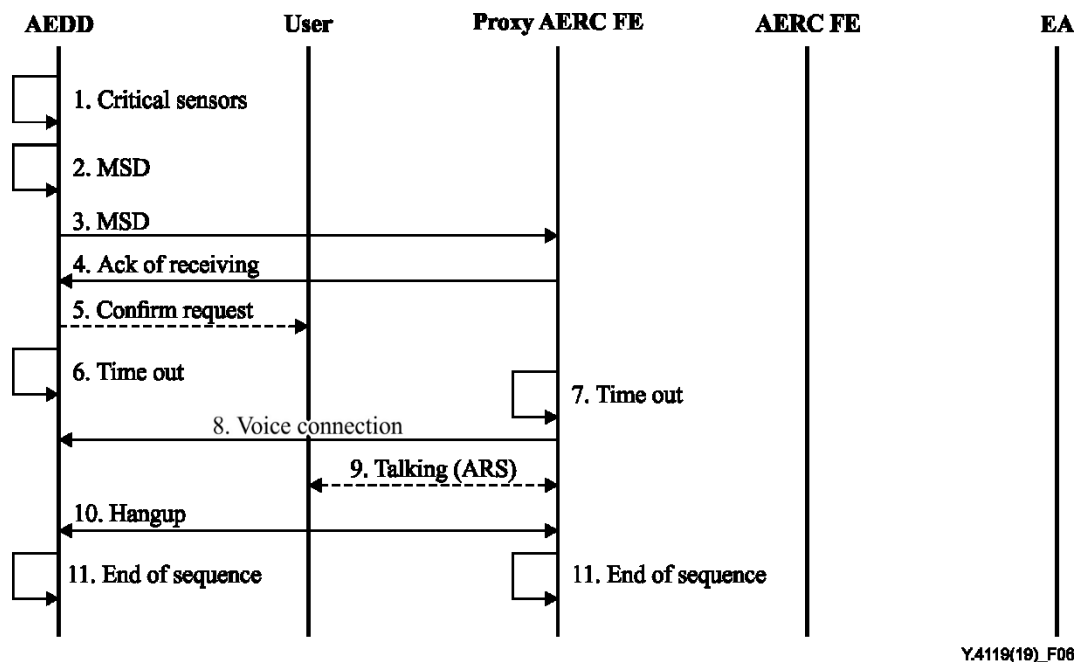 AEDD User Proxy AERC FE AERC FE EA
1. Critical sensors
2. MSD
3. MSD
4. Ack of receiving
5. Confirm request
6. Time out
7. Time out
8. Voice connection
9. Talking (ARS)
10. Hangup
11. End of sequence 11. End of sequence
Y.4119(19)_F06